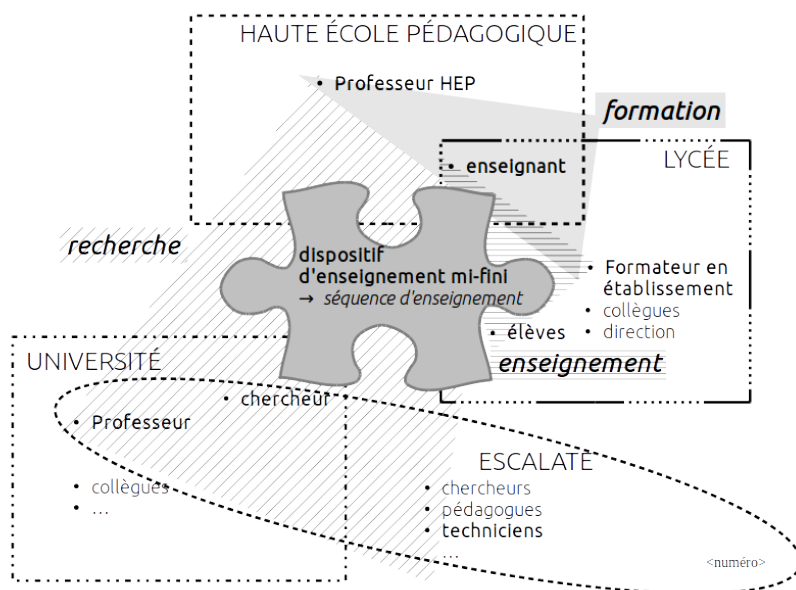 HAUTE ÉCOLE PÉDAGOGIQUE
• Professeur HEP
formation
• enseignant
LYCÉE
recherche
dispositif
d'enseignement mi-fini
→ séquence d'enseignement
• Formateur en
établissement
• collègues
• direction
• élèves
enseignement
UNIVERSITÉ
• chercheur
• Professeur
• collègues
• ...
ESCALATE
• chercheurs
• pédagogues
• techniciens
...
<numéro>